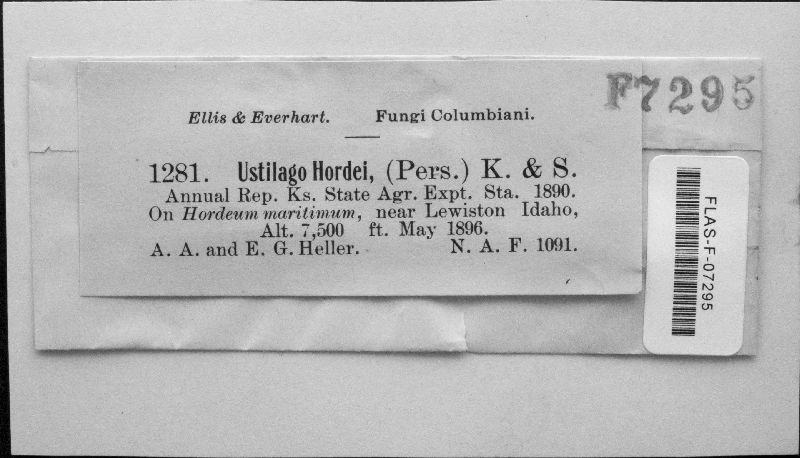 F7295
Ellis & Everhart. Fungi Columbiani.
1281. Ustilago Hordei, (Pers.) K. & S.
Annual Rep. Ks. State Agr. Expt. Sta. 1890.
On Hordeum maritimum, near Lewiston Idaho,
Alt. 7,500 ft. May 1896.
A. A. and E. G. Heller. N. A. F. 1091.
FLAS-F-07295